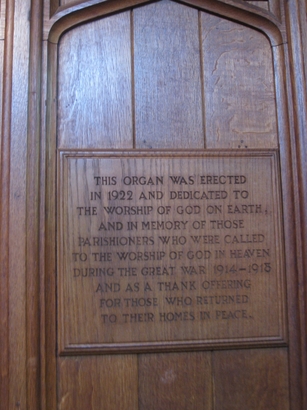 THIS ORGAN WAS ERECTED
IN 1922 AND DEDICATED TO
THE WORSHIP OF GOD ON EARTH,
AND IN MEMORY OF THOSE
PARISHIONERS WHO WERE CALLED
TO THE WORSHIP OF GOD IN HEAVEN
DURING THE GREAT WAR 1914–1918
AND AS A THANK OFFERING
FOR THOSE WHO RETURNED
TO THEIR HOMES IN PEACE.